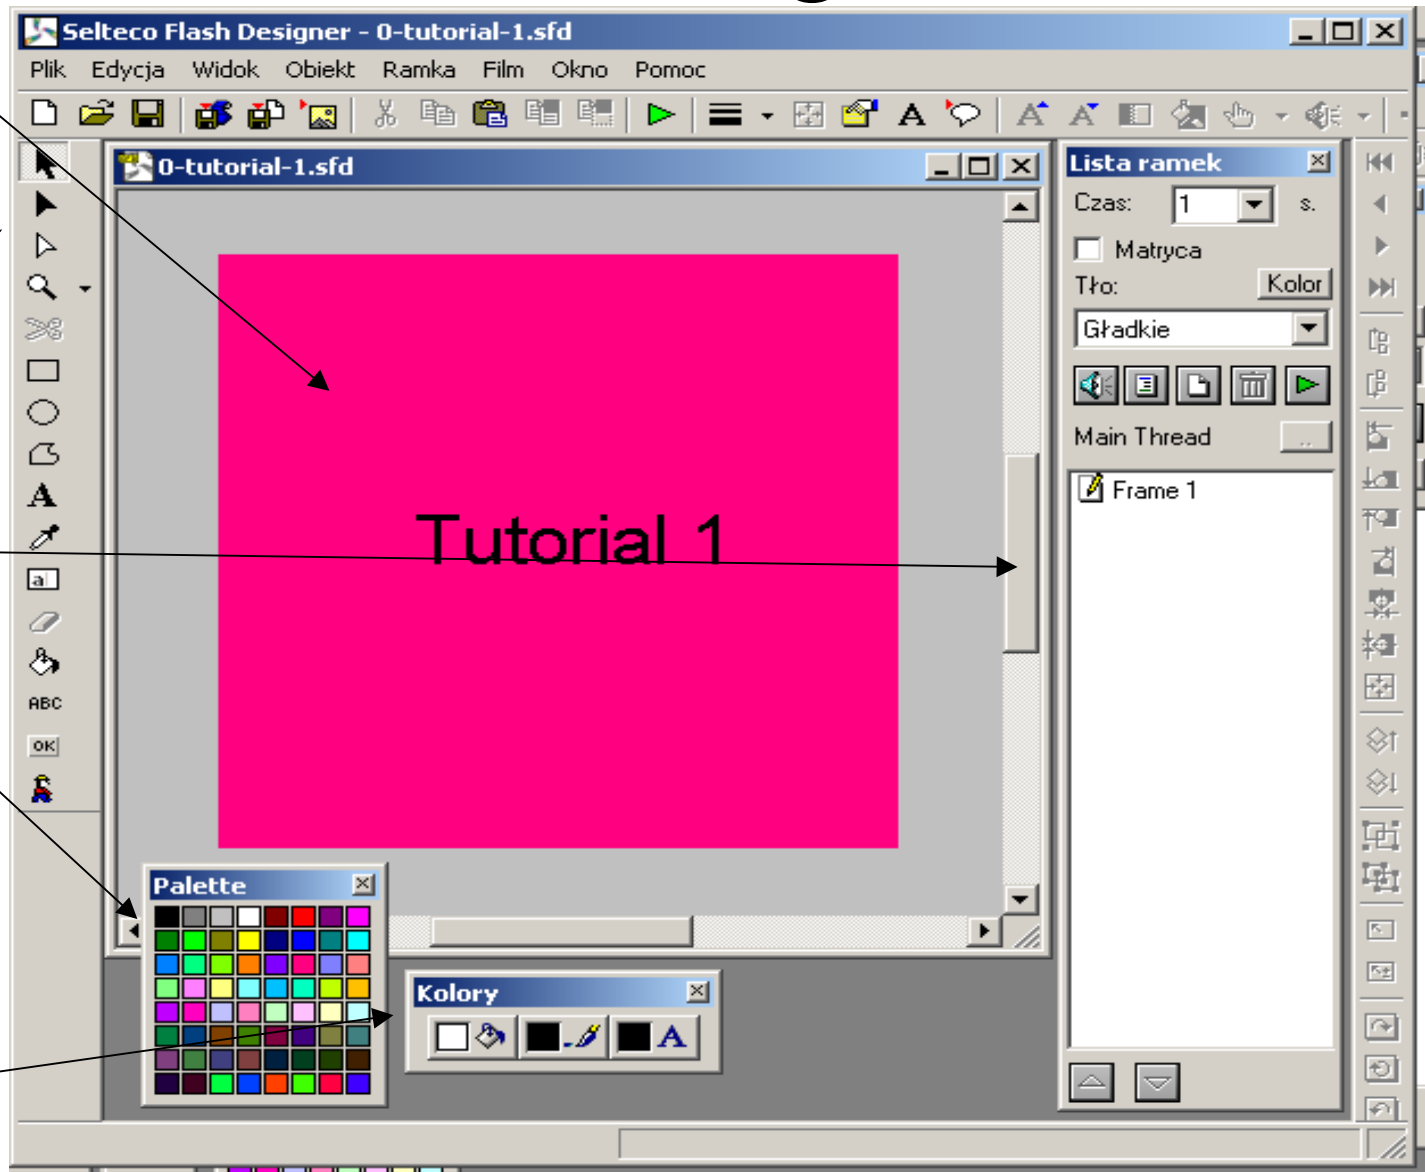 Selteco Flash Designer - 0-tutorial-1.sfd
Plik Edycja Widok Obiekt Ramka Film Okno Pomoc
A A A
0-tutorial-1.sfd
Lista ramek
Czas: 1 s.
Matryca
Tło: Kolor
Gładkie
Main Thread ..
Frame 1
A
a
ABC
OK
Tutorial 1
Palette
Kolory
A